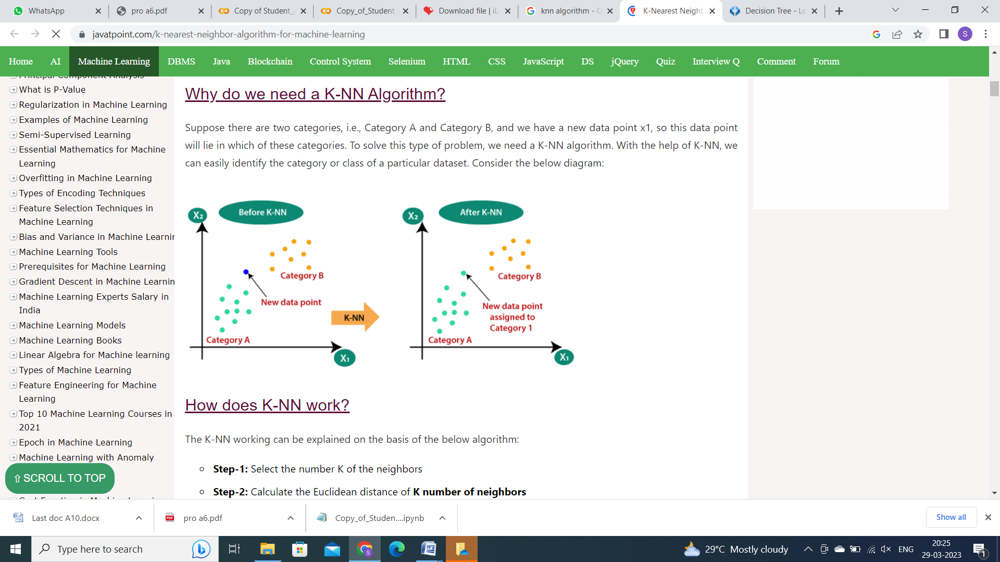 WhatsApp
pro a6.pdf
Copy of Student_
Copy_of_Student_
Download file | iL
knn algorithm - G
K-Nearest Neighb
Decision Tree - Le
javatpoint.com/k-nearest-neighbor-algorithm-for-machine-learning
S
Home AI Machine Learning DBMS Java Blockchain Control System Selenium HTML CSS JavaScript DS jQuery Quiz Interview Q Comment Forum
Principal Component Analysis
What is P-Value
Regularization in Machine Learning
Examples of Machine Learning
Semi-Supervised Learning
Essential Mathematics for Machine
Learning
Overfitting in Machine Learning
Types of Encoding Techniques
Feature Selection Techniques in
Machine Learning
Bias and Variance in Machine Learnin
Machine Learning Tools
Prerequisites for Machine Learning
Gradient Descent in Machine Learnin
Machine Learning Experts Salary in
India
Machine Learning Models
Machine Learning Books
Linear Algebra for Machine learning
Types of Machine Learning
Feature Engineering for Machine
Learning
Top 10 Machine Learning Courses in
2021
Epoch in Machine Learning
Machine Learning with Anomaly
⇧ SCROLL TO TOP
Why do we need a K-NN Algorithm?
Suppose there are two categories, i.e., Category A and Category B, and we have a new data point x1, so this data point
will lie in which of these categories. To solve this type of problem, we need a K-NN algorithm. With the help of K-NN, we
can easily identify the category or class of a particular dataset. Consider the below diagram:
X2
Before K-NN
Category B
New data point
Category A
X1
K-NN
X2
After K-NN
Category B
New data point
assigned to
Category 1
Category A
X1
How does K-NN work?
The K-NN working can be explained on the basis of the below algorithm:
Step-1: Select the number K of the neighbors
Step-2: Calculate the Euclidean distance of K number of neighbors
Last doc A10.docx
PDF
pro a6.pdf
Copy_of_Studen....ipynb
Show all
Type here to search
S
29°C Mostly cloudy
ENG
20:25
29-03-2023
1